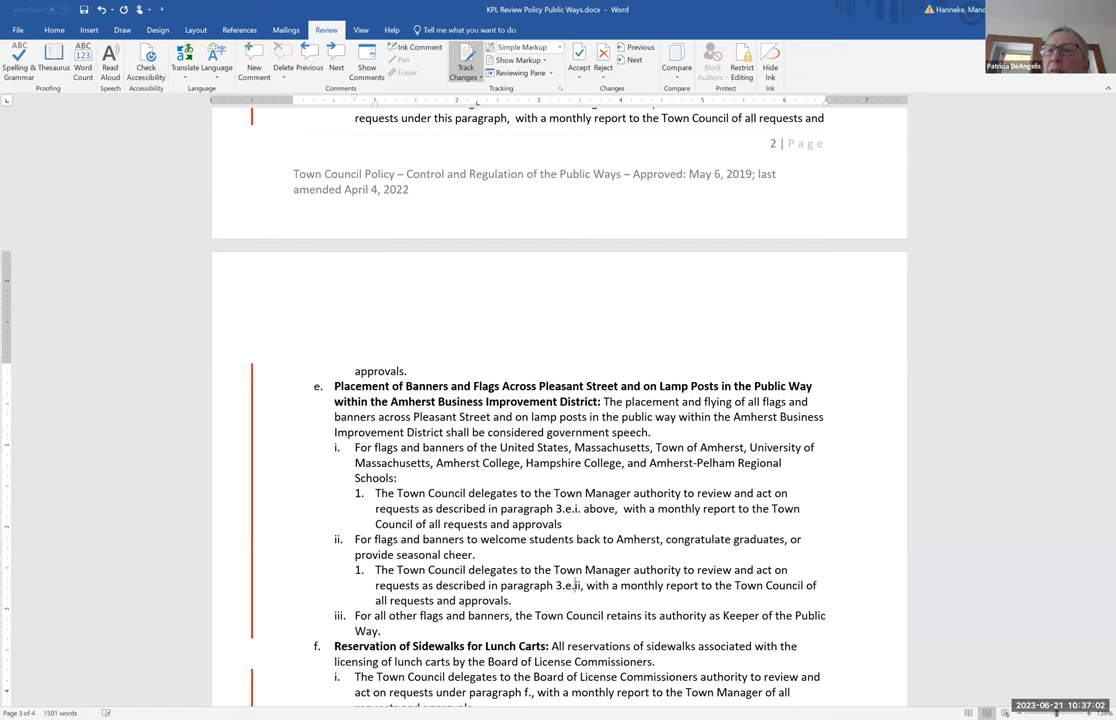 AutoSave
KPL Review Policy Public Ways.docx - Word
Hanneke, Mand
File Home Insert Draw Design Layout References Mailings Review View Help Tell me what you want to do
Patricia DeAngelis
Spelling & Grammar
Thesaurus
Word Count
Read Aloud
Check Accessibility
Translate
Language
New Comment
Delete
Previous
Next
Show Comments
Ink Comment
Pen
Eraser
Track Changes
Simple Markup
Show Markup
Reviewing Pane
Accept
Reject
Previous
Next
Compare
Block Authors
Restrict Editing
Hide Ink
Proofing Speech Accessibility Language Comments Tracking Changes Compare Protect Ink
requests under this paragraph, with a monthly report to the Town Council of all requests and
2 | Page
Town Council Policy – Control and Regulation of the Public Ways – Approved: May 6, 2019; last
amended April 4, 2022
approvals.
e. Placement of Banners and Flags Across Pleasant Street and on Lamp Posts in the Public Way
within the Amherst Business Improvement District: The placement and flying of all flags and
banners across Pleasant Street and on lamp posts in the public way within the Amherst Business
Improvement District shall be considered government speech.
i. For flags and banners of the United States, Massachusetts, Town of Amherst, University of
Massachusetts, Amherst College, Hampshire College, and Amherst-Pelham Regional
Schools:
1. The Town Council delegates to the Town Manager authority to review and act on
requests as described in paragraph 3.e.i. above, with a monthly report to the Town
Council of all requests and approvals
ii. For flags and banners to welcome students back to Amherst, congratulate graduates, or
provide seasonal cheer.
1. The Town Council delegates to the Town Manager authority to review and act on
requests as described in paragraph 3.e.ii, with a monthly report to the Town Council of
all requests and approvals.
iii. For all other flags and banners, the Town Council retains its authority as Keeper of the Public
Way.
f. Reservation of Sidewalks for Lunch Carts: All reservations of sidewalks associated with the
licensing of lunch carts by the Board of License Commissioners.
i. The Town Council delegates to the Board of License Commissioners authority to review and
act on requests under paragraph f., with a monthly report to the Town Manager of all
Page 3 of 4 1501 words
2023-06-21 10:37:02